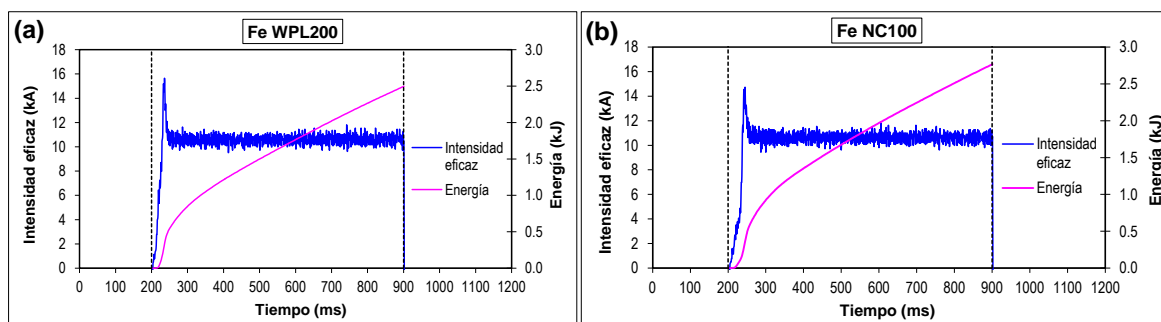 (a)
Fe WPL200
Intensidad eficaz (kA)
18
16
14
12
10
8
6
4
2
0
3.0
2.5
2.0
1.5
1.0
0.5
0.0
Energía (kJ)
Intensidad
eficaz
Energía
0 100 200 300 400 500 600 700 800 900 1000 1100 1200
Tiempo (ms)
(b)
Fe NC100
Intensidad eficaz (kA)
18
16
14
12
10
8
6
4
2
0
3.0
2.5
2.0
1.5
1.0
0.5
0.0
Energía (kJ)
Intensidad
eficaz
Energía
0 100 200 300 400 500 600 700 800 900 1000 1100 1200
Tiempo (ms)